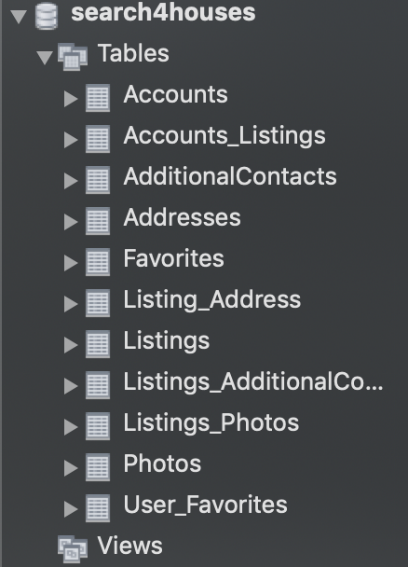 search4houses
Tables
Accounts
Accounts_Listings
AdditionalContacts
Addresses
Favorites
Listing_Address
Listings
Listings_AdditionalCo...
Listings_Photos
Photos
User_Favorites
Views